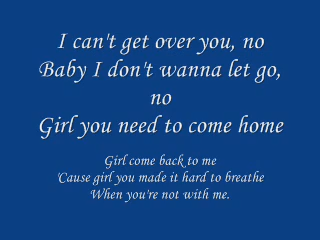 I can't get over you, no
Baby I don't wanna let go,
no
Girl you need to come home
Girl come back to me
'Cause girl you made it hard to breathe
When you're not with me.